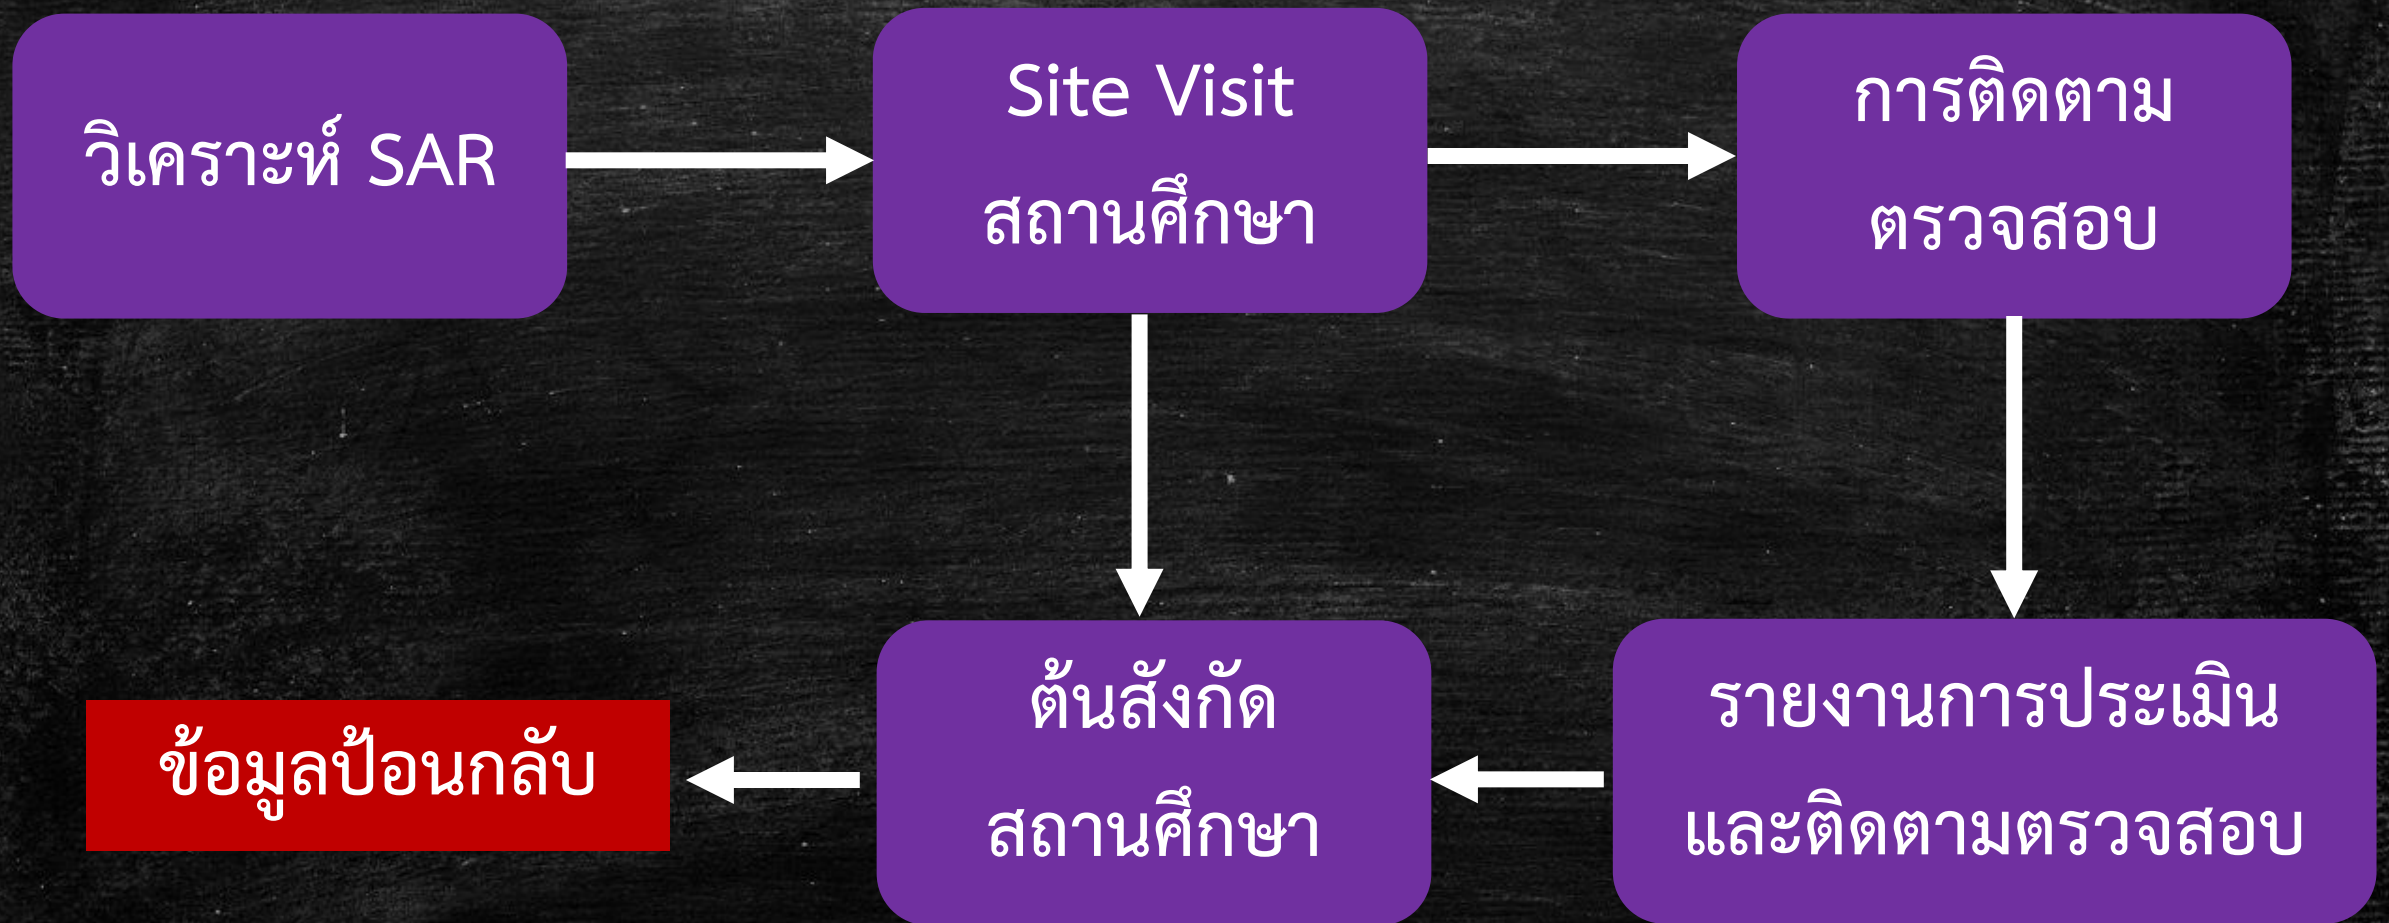 วิเคราะห์ SAR
Site Visit
สถานศึกษา
การติดตาม
ตรวจสอบ
ข้อมูลป้อนกลับ
ต้นสังกัด
สถานศึกษา
รายงานการประเมิน
และติดตามตรวจสอบ